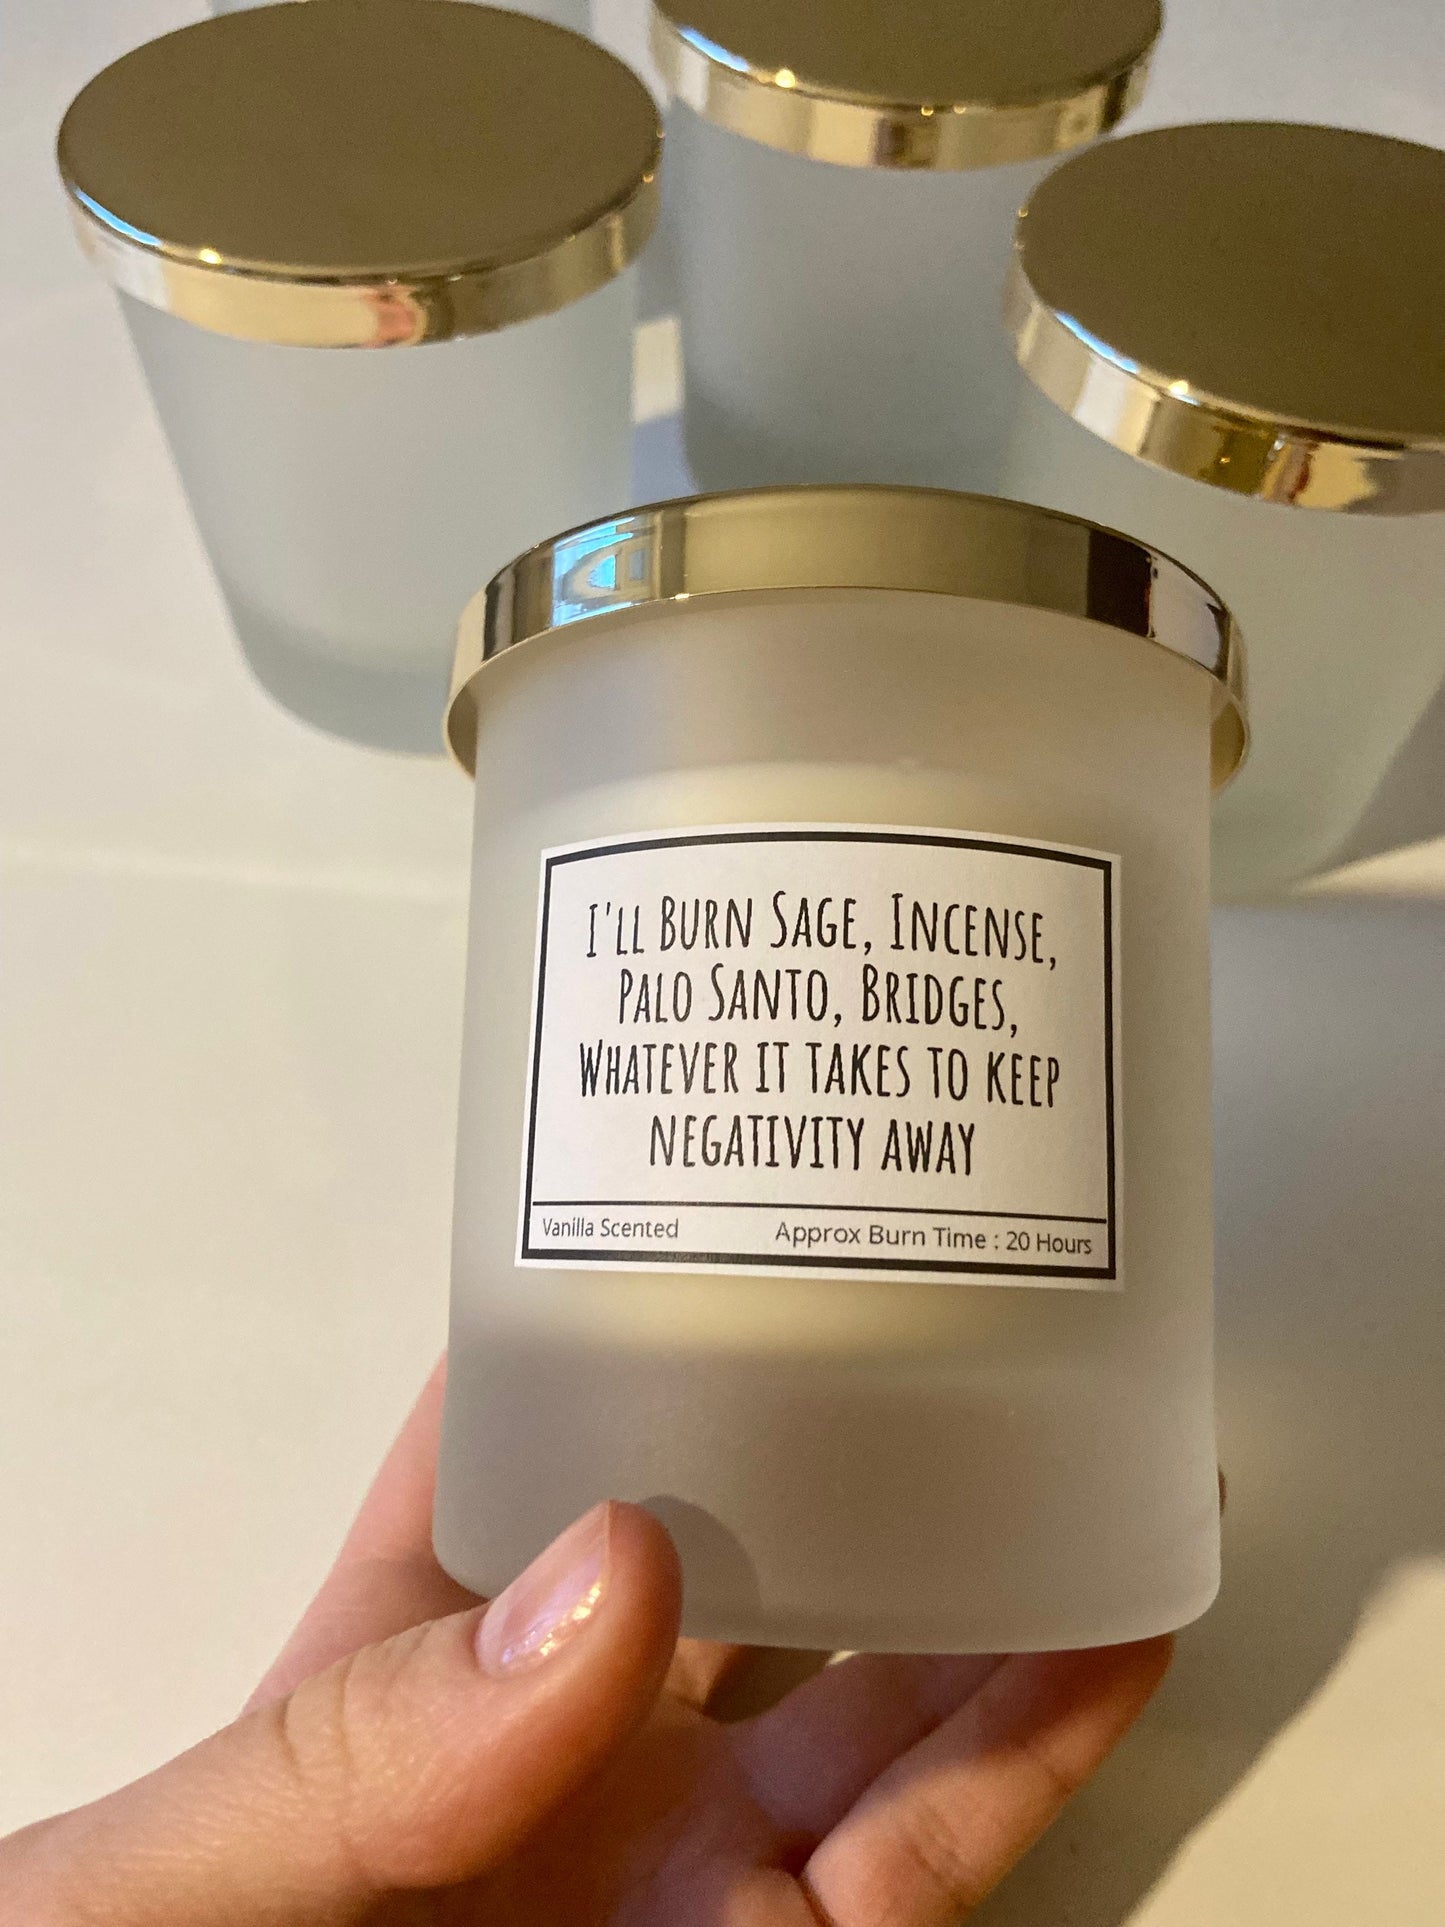 I'll Burn Sage, Incense,
Palo Santo, Bridges,
Whatever it takes to keep
negativity away
Vanilla Scented
Approx Burn Time : 20 Hours